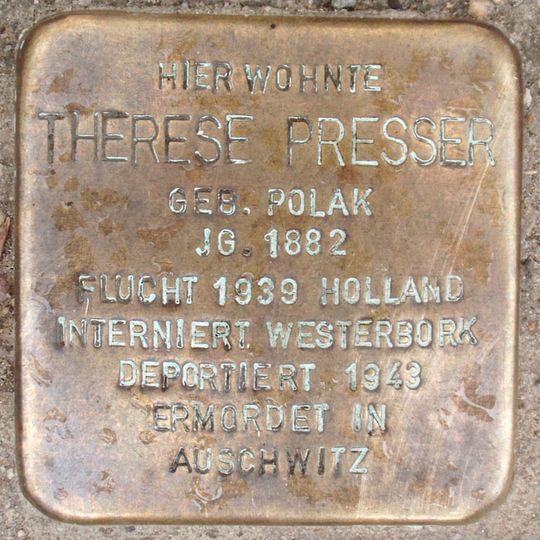 HIER WOHNTE
THERESE PRESSER
GEB. POLAK
JG. 1882
FLUCHT 1939 HOLLAND
INTERNIERT WESTERBORK
DEPORTIERT 1943
ERMORDET IN
AUSCHWITZ